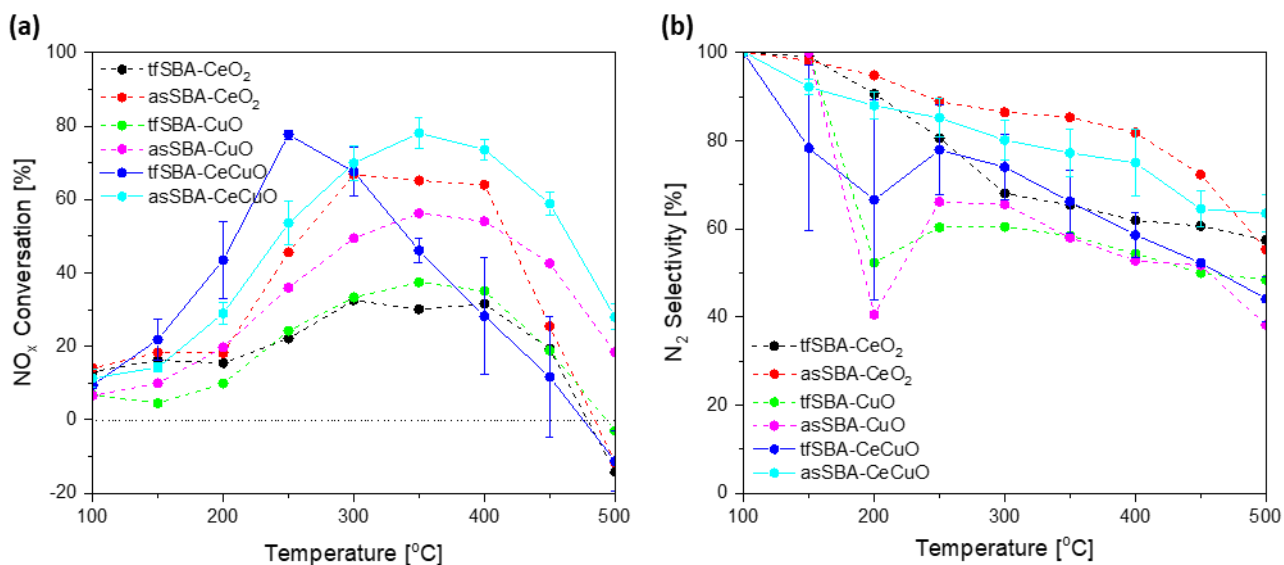 (a)
100
80
60
40
20
0
-20
NOx Conversation [%]
tfSBA-CeO2
asSBA-CeO2
tfSBA-CuO
asSBA-CuO
tfSBA-CeCuO
asSBA-CeCuO
100
200
300
400
500
Temperature [oC]
(b)
100
80
60
40
20
0
N2 Selectivity [%]
tfSBA-CeO2
asSBA-CeO2
tfSBA-CuO
asSBA-CuO
tfSBA-CeCuO
asSBA-CeCuO
100
200
300
400
500
Temperature [oC]